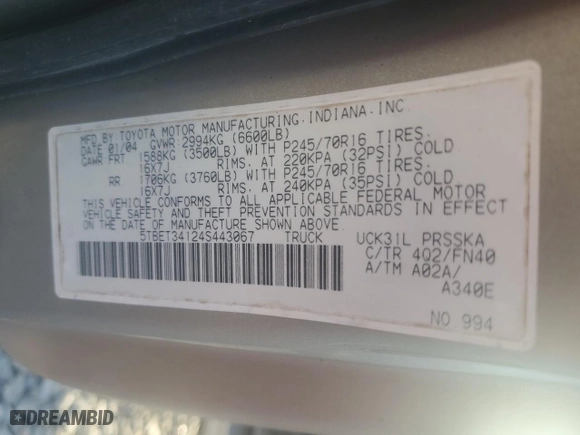 MFD BY TOYOTA MOTOR MANUFACTURING, INDIANA, INC.
DATE 01/04 GVWR 2994KG (6600LB)
GAWR FRT 1588KG (3500LB) WITH P245/70R16 TIRES.
16X7J RIMS. AT 220KPA (32PSI) COLD
RR 1706KG (3760LB) WITH P245/70R16 TIRES.
16X7J RIMS. AT 240KPA (35PSI) COLD
THIS VEHICLE CONFORMS TO ALL APPLICABLE FEDERAL MOTOR
VEHICLE SAFETY AND THEFT PREVENTION STANDARDS IN EFFECT
ON THE DATE OF MANUFACTURE SHOWN ABOVE
5TBET34124S443067 TRUCK UCK31L PRSSKA
C/TR 4Q2/FN40
A/TM A02A/
A340E
NO 994
DREAMBID